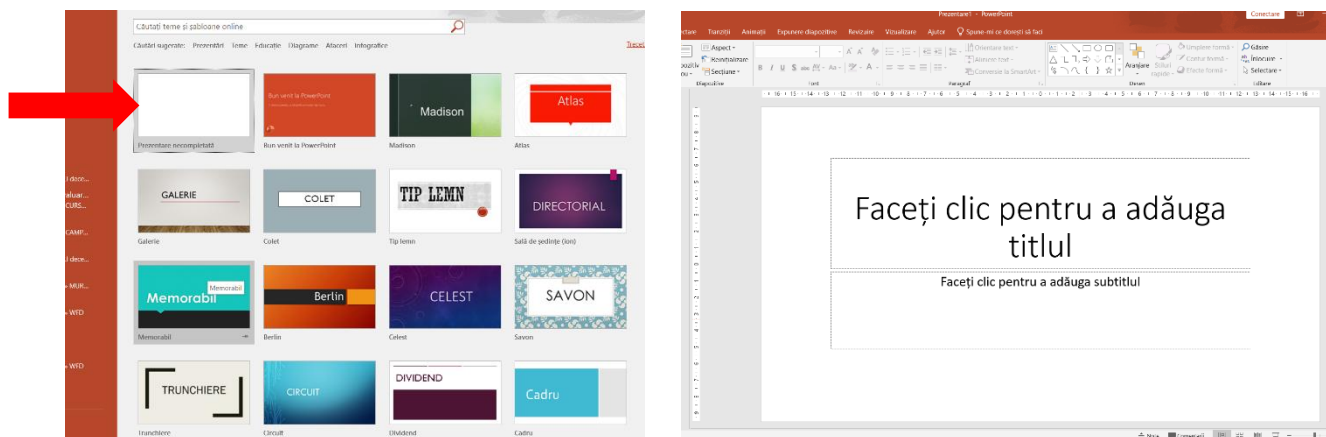 Căutați teme și șabloane online
Căutări sugerate: Prezentări Teme Educație Diagrame Afaceri Infografice
Bun venit la PowerPoint
Madison
Atlas
Prezentare necompletată
Bun venit la PowerPoint
Madison
Atlas
GALERIE
COLET
TIP LEMN
DIRECTORIAL
Galerie
Colet
Tip lemn
Sală de ședințe (Ion)
Memorabil
Memorabil
Berlin
CELEST
SAVON
Memorabil
Berlin
Celest
Savon
TRUNCHIERE
CIRCUIT
DIVIDEND
Cadru
Trunchiere
Circuit
Dividend
Cadru
Prezentare1 - PowerPoint
Conectare
Tranziții Animații Expunere diapozitive Revizuire Vizualizare Ajutor Spune-mi ce dorești să faci
Aspect
Reinițializare
Secțiune
Orientare text
Aliniere text
Conversie la SmartArt
Aranjare
Stiluri rapide
Umplere formă
Contur formă
Efecte formă
Găsire
Înlocuire
Selectare
Diapozitive
Font
Paragraf
Desen
Editare
Faceți clic pentru a adăuga
titlul
Faceți clic pentru a adăuga subtitlul
Note Comentarii